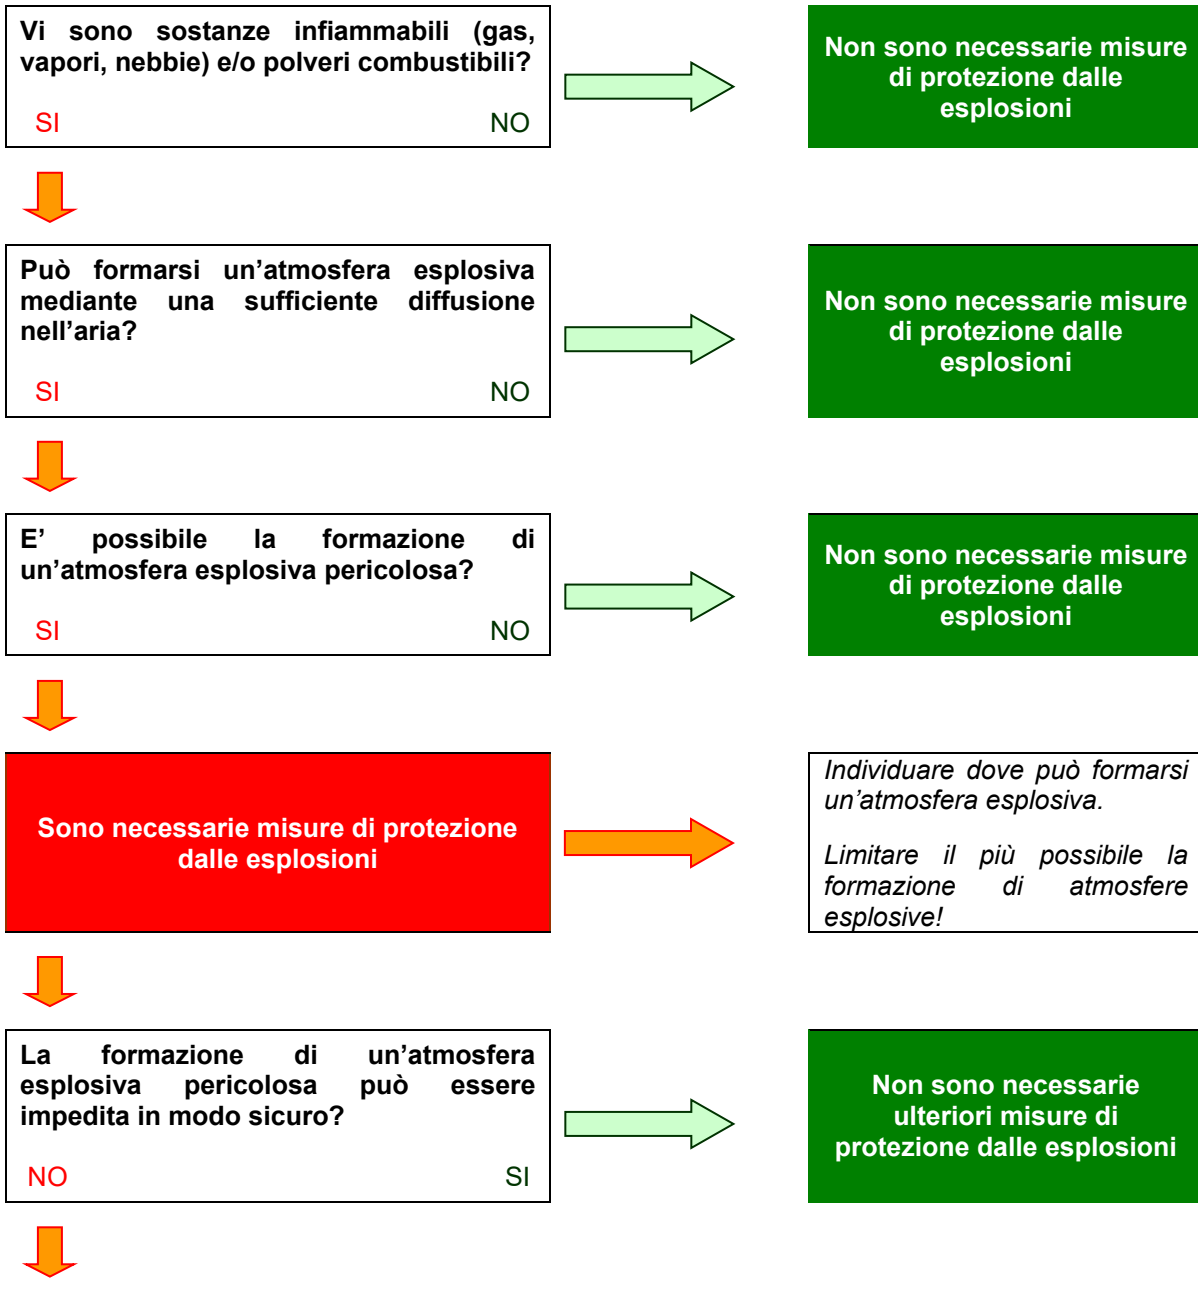 Vi sono sostanze infiammabili (gas,
vapori, nebbie) e/o polveri combustibili?
SI NO
Non sono necessarie misure
di protezione dalle
esplosioni
Può formarsi un’atmosfera esplosiva
mediante una sufficiente diffusione
nell’aria?
SI NO
Non sono necessarie misure
di protezione dalle
esplosioni
E’ possibile la formazione di
un’atmosfera esplosiva pericolosa?
SI NO
Non sono necessarie misure
di protezione dalle
esplosioni
Sono necessarie misure di protezione
dalle esplosioni
Individuare dove può formarsi
un’atmosfera esplosiva.
Limitare il più possibile la
formazione di atmosfere
esplosive!
La formazione di un’atmosfera
esplosiva pericolosa può essere
impedita in modo sicuro?
NO SI
Non sono necessarie
ulteriori misure di
protezione dalle esplosioni